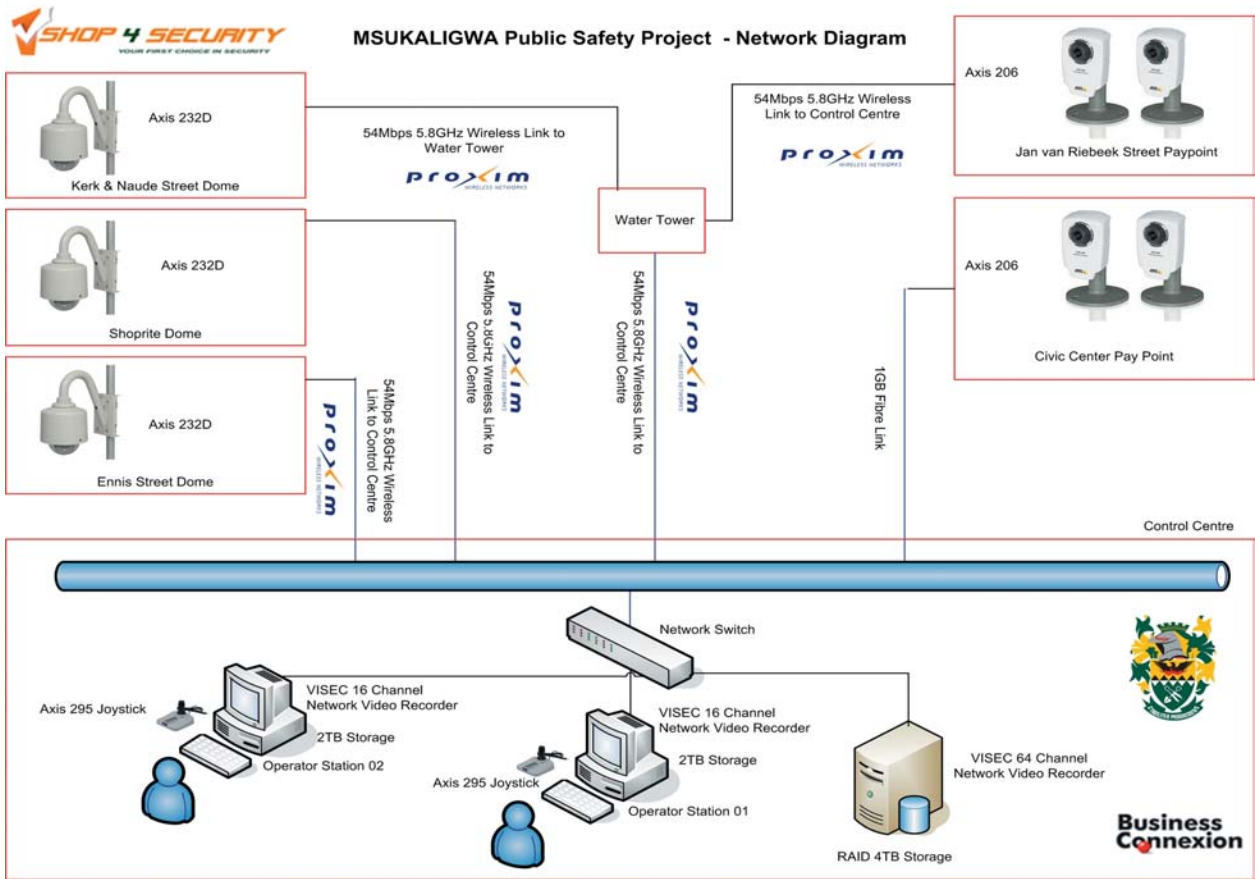 SHOP 4 SECURITY
YOUR FIRST CHOICE IN SECURITY
MSUKALIGWA Public Safety Project - Network Diagram
Axis 232D
Kerk & Naude Street Dome
54Mbps 5.8GHz Wireless Link to
Water Tower
proxim
WIRELESS NETWORKS
54Mbps 5.8GHz Wireless
Link to Control Centre
proxim
WIRELESS NETWORKS
Axis 206
Jan van Riebeek Street Paypoint
Water Tower
Axis 232D
Shoprite Dome
54Mbps 5.8GHz Wireless Link to
Control Centre
proxim
WIRELESS NETWORKS
54Mbps 5.8GHz Wireless Link to
Control Centre
proxim
WIRELESS NETWORKS
Axis 206
Civic Center Pay Point
1GB Fibre Link
Axis 232D
Ennis Street Dome
proxim
WIRELESS NETWORKS
54Mbps 5.8GHz Wireless
Link to Control Centre
Control Centre
Network Switch
VISEC 16 Channel
Network Video Recorder
Axis 295 Joystick
2TB Storage
Operator Station 02
VISEC 16 Channel
Network Video Recorder
2TB Storage
Axis 295 Joystick
Operator Station 01
VISEC 64 Channel
Network Video Recorder
RAID 4TB Storage
Business
Connexion